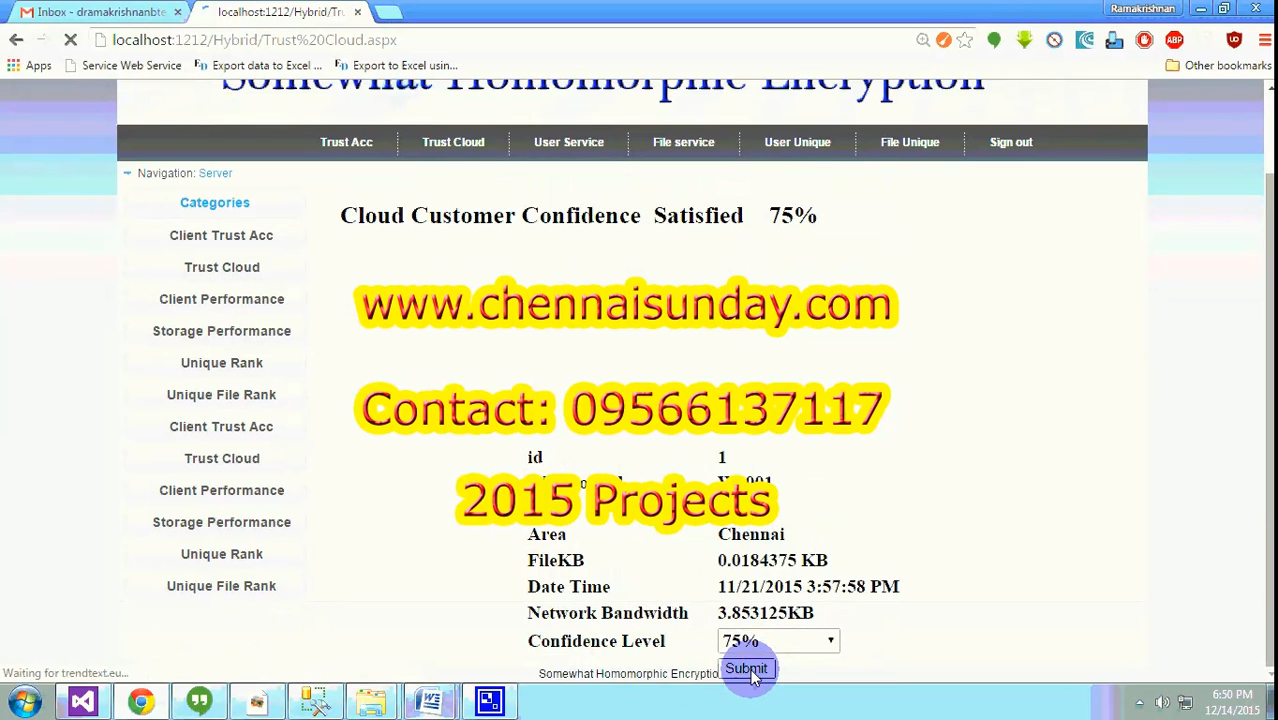 Inbox - dramakrishnanbte
localhost:1212/Hybrid/Tru
Ramakrishnan
localhost:1212/Hybrid/Trust%20Cloud.aspx
ABP
Apps
Service Web Service
Export data to Excel ...
Export to Excel usin...
Other bookmarks
Somewhat Homomorphic Encryption
Trust Acc
Trust Cloud
User Service
File service
User Unique
File Unique
Sign out
Navigation: Server
Categories
Client Trust Acc
Trust Cloud
Client Performance
Storage Performance
Unique Rank
Unique File Rank
Client Trust Acc
Trust Cloud
Client Performance
Storage Performance
Unique Rank
Unique File Rank
Cloud Customer Confidence Satisfied 75%
www.chennaisunday.com
Contact: 09566137117
2015 Projects
id 1
Area Chennai
FileKB 0.0184375 KB
Date Time 11/21/2015 3:57:58 PM
Network Bandwidth 3.853125KB
Confidence Level 75%
Submit
Somewhat Homomorphic Encryptio
Waiting for trendtext.eu...
6:50 PM
12/14/2015